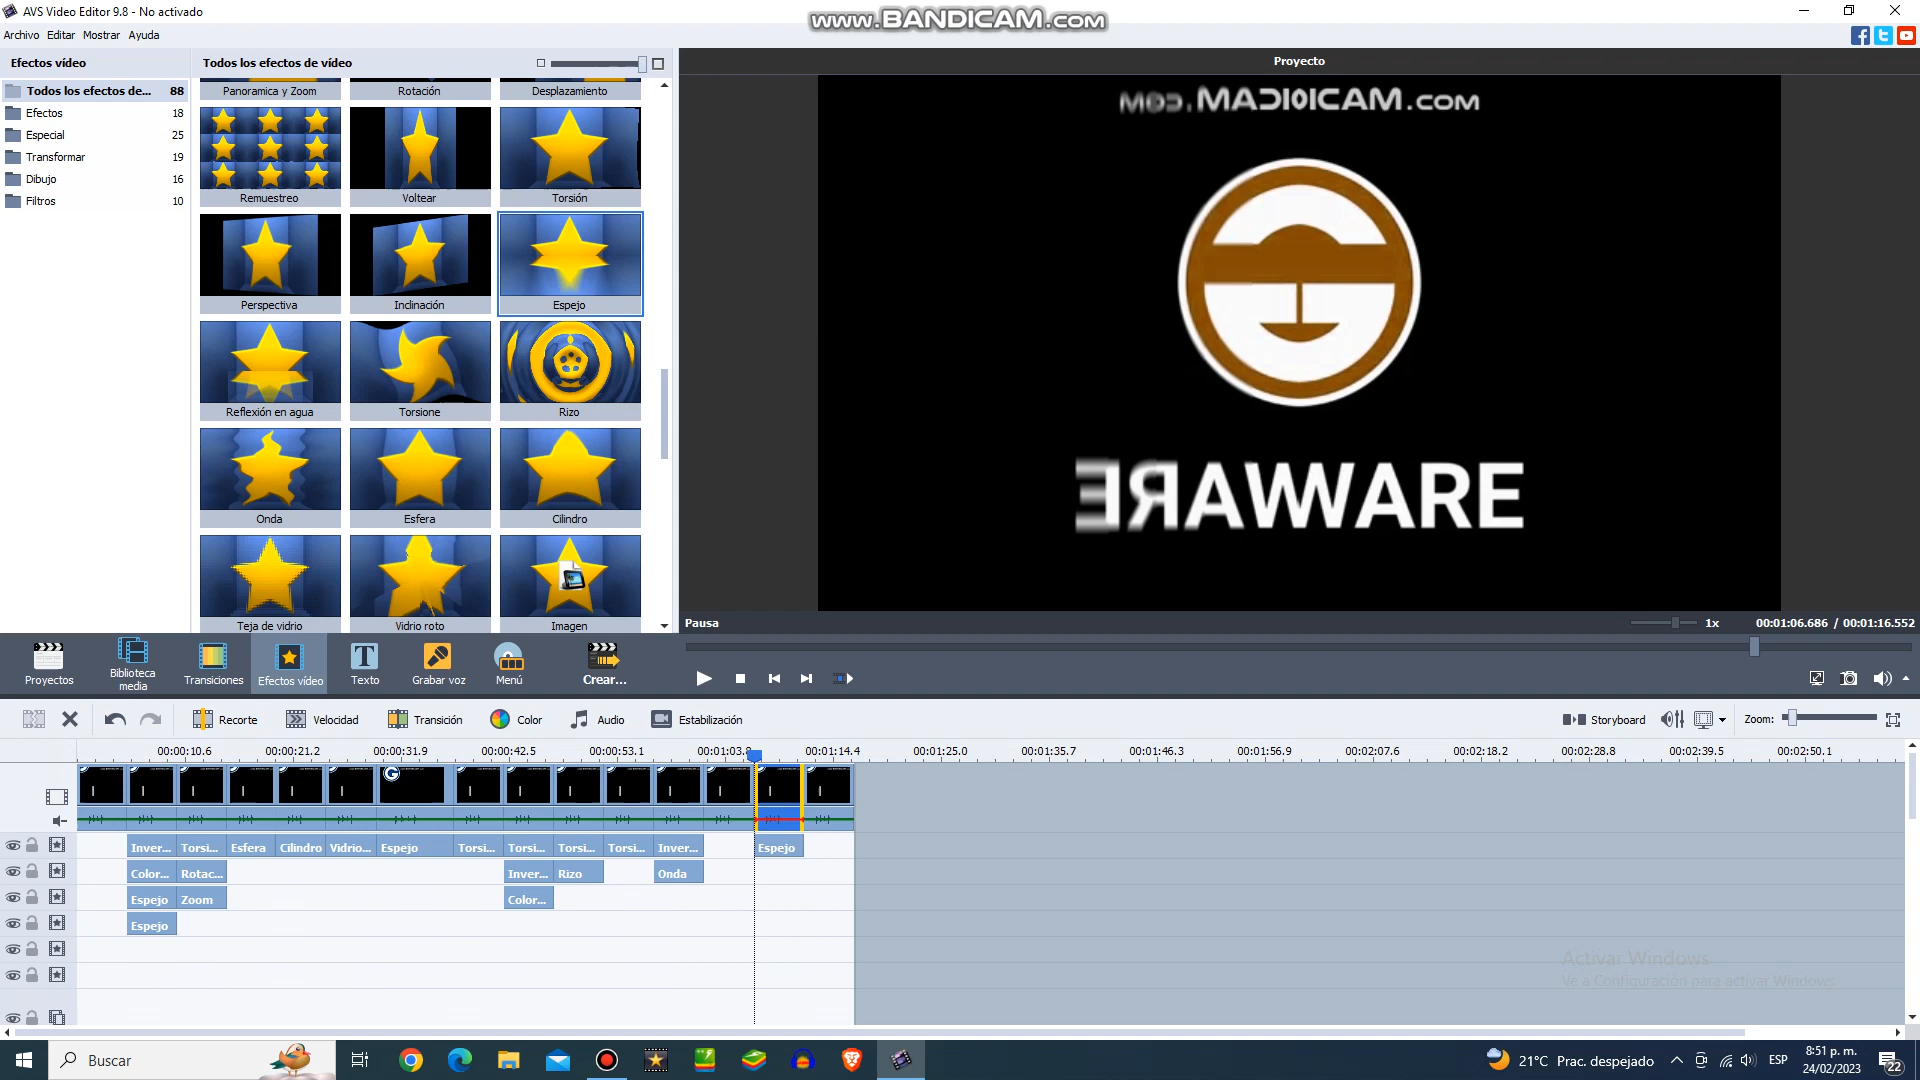 AVS Video Editor 9.8 - No activado
www.BANDICAM.com
Archivo Editar Mostrar Ayuda
Efectos vídeo
Todos los efectos de vídeo
Proyecto
Todos los efectos de... 88
Efectos 18
Especial 25
Transformar 19
Dibujo 16
Filtros 10
Panoramica y Zoom Rotación Desplazamiento
Remuestreo Voltear Torsión
Perspectiva Inclinación Espejo
Reflexión en agua Torsione Rizo
Onda Esfera Cilindro
Teja de vidrio Vidrio roto Imagen
Pausa
1x
00:01:06.686 / 00:01:16.552
Proyectos
Biblioteca media
Transiciones
Efectos vídeo
Texto
Grabar voz
Menú
Crear...
Recorte Velocidad Transición Color Audio Estabilización
Storyboard
Zoom:
00:00:10.6 00:00:21.2 00:00:31.9 00:00:42.5 00:00:53.1 00:01:03.8 00:01:14.4 00:01:25.0 00:01:35.7 00:01:46.3 00:01:56.9 00:02:07.6 00:02:18.2 00:02:28.8 00:02:39.5 00:02:50.1
Inver... Torsi... Esfera Cilindro Vidrio... Espejo Torsi... Torsi... Torsi... Torsi... Inver... Espejo
Color... Rotac... Inver... Rizo Onda
Espejo Zoom Color...
Espejo
Activar Windows
Ve a Configuración para activar Windows.
Buscar
21°C Prac. despejado
ESP
8:51 p. m.
24/02/2023
22